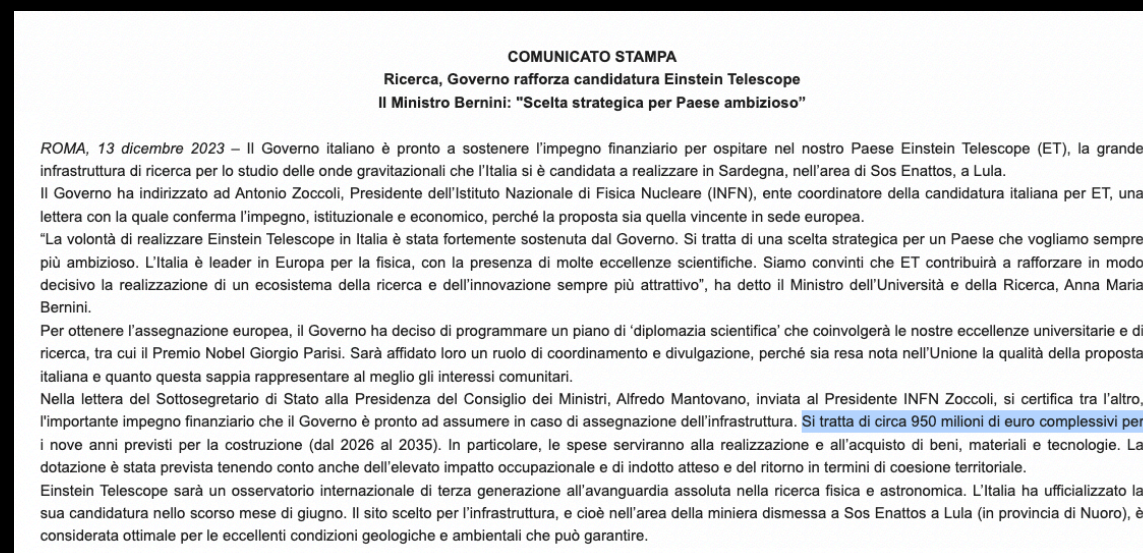 COMUNICATO STAMPA
Ricerca, Governo rafforza candidatura Einstein Telescope
Il Ministro Bernini: "Scelta strategica per Paese ambizioso”
ROMA, 13 dicembre 2023 – Il Governo italiano è pronto a sostenere l’impegno finanziario per ospitare nel nostro Paese Einstein Telescope (ET), la grande
infrastruttura di ricerca per lo studio delle onde gravitazionali che l’Italia si è candidata a realizzare in Sardegna, nell’area di Sos Enattos, a Lula.
Il Governo ha indirizzato ad Antonio Zoccoli, Presidente dell’Istituto Nazionale di Fisica Nucleare (INFN), ente coordinatore della candidatura italiana per ET, una
lettera con la quale conferma l’impegno, istituzionale e economico, perché la proposta sia quella vincente in sede europea.
“La volontà di realizzare Einstein Telescope in Italia è stata fortemente sostenuta dal Governo. Si tratta di una scelta strategica per un Paese che vogliamo sempre
più ambizioso. L’Italia è leader in Europa per la fisica, con la presenza di molte eccellenze scientifiche. Siamo convinti che ET contribuirà a rafforzare in modo
decisivo la realizzazione di un ecosistema della ricerca e dell’innovazione sempre più attrattivo”, ha detto il Ministro dell’Università e della Ricerca, Anna Maria
Bernini.
Per ottenere l’assegnazione europea, il Governo ha deciso di programmare un piano di ‘diplomazia scientifica’ che coinvolgerà le nostre eccellenze universitarie e di
ricerca, tra cui il Premio Nobel Giorgio Parisi. Sarà affidato loro un ruolo di coordinamento e divulgazione, perché sia resa nota nell’Unione la qualità della proposta
italiana e quanto questa sappia rappresentare al meglio gli interessi comunitari.
Nella lettera del Sottosegretario di Stato alla Presidenza del Consiglio dei Ministri, Alfredo Mantovano, inviata al Presidente INFN Zoccoli, si certifica tra l’altro,
l'importante impegno finanziario che il Governo è pronto ad assumere in caso di assegnazione dell’infrastruttura. Si tratta di circa 950 milioni di euro complessivi per
i nove anni previsti per la costruzione (dal 2026 al 2035). In particolare, le spese serviranno alla realizzazione e all’acquisto di beni, materiali e tecnologie. La
dotazione è stata prevista tenendo conto anche dell’elevato impatto occupazionale e di indotto atteso e del ritorno in termini di coesione territoriale.
Einstein Telescope sarà un osservatorio internazionale di terza generazione all’avanguardia assoluta nella ricerca fisica e astronomica. L’Italia ha ufficializzato la
sua candidatura nello scorso mese di giugno. Il sito scelto per l’infrastruttura, e cioè nell’area della miniera dismessa a Sos Enattos a Lula (in provincia di Nuoro), è
considerata ottimale per le eccellenti condizioni geologiche e ambientali che può garantire.